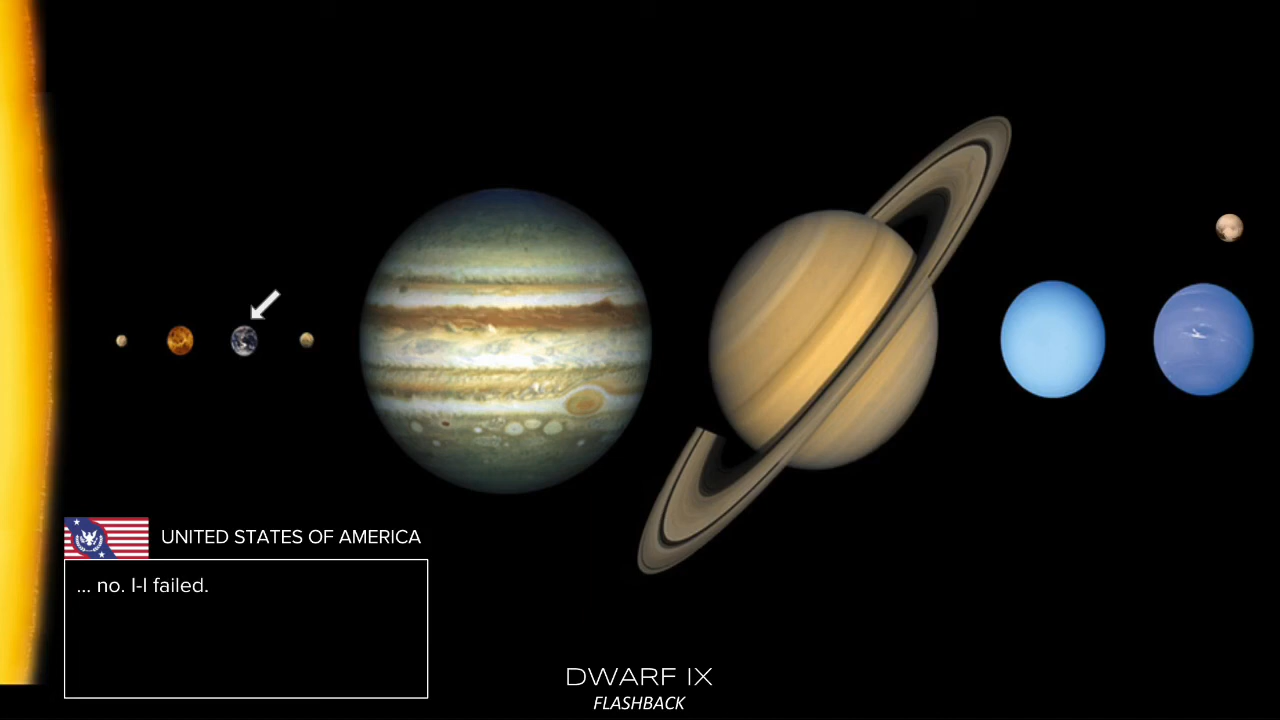 UNITED STATES OF AMERICA
... no. I-I failed.
DWARF IX
FLASHBACK